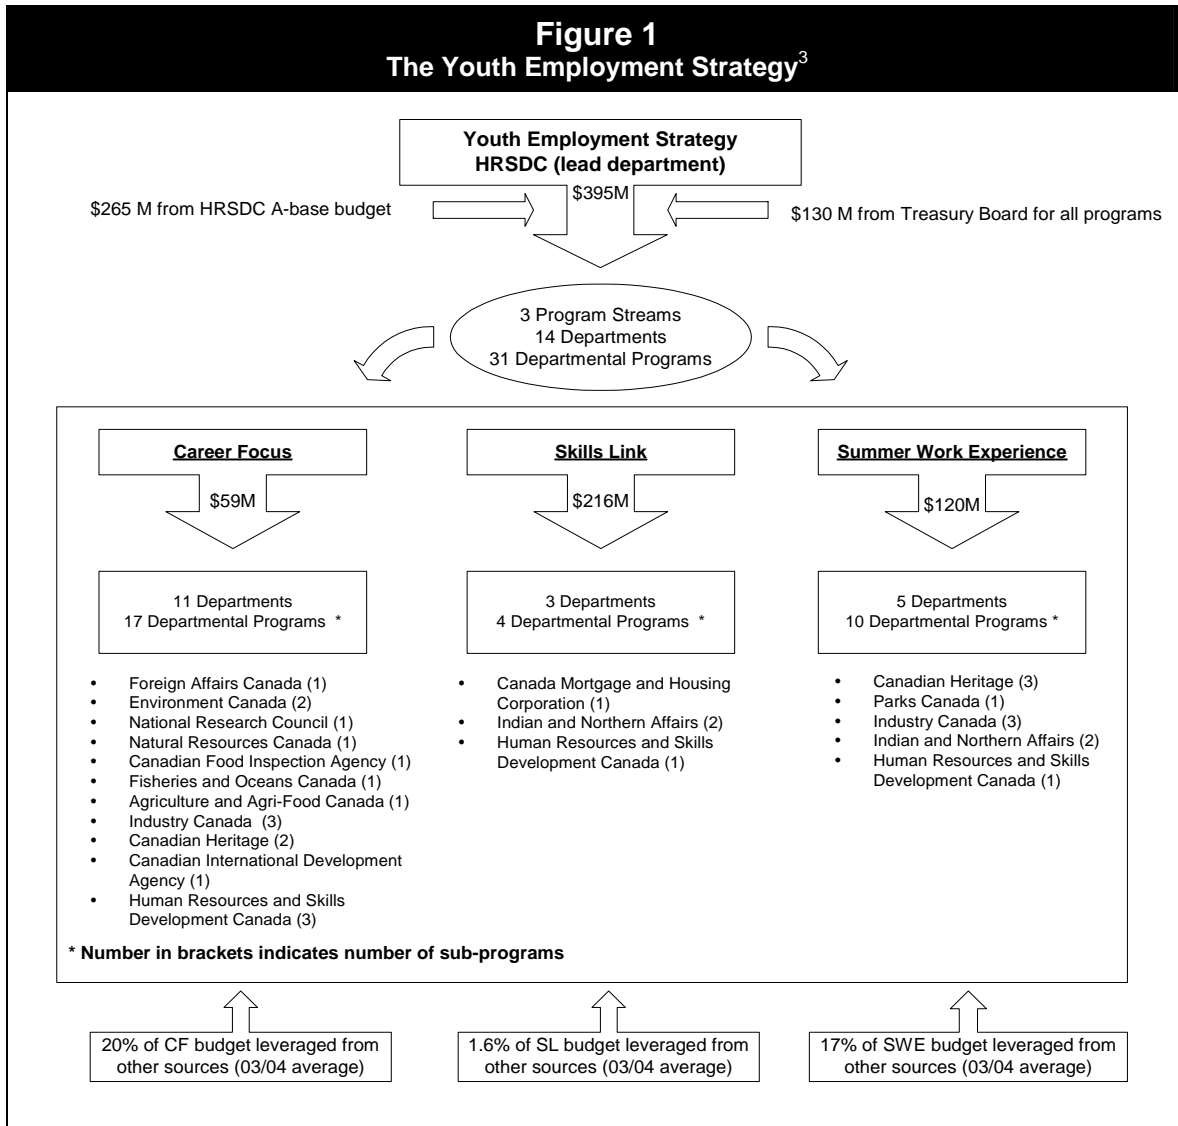 Figure 1
The Youth Employment Strategy3
Youth Employment Strategy
HRSDC (lead department)
$395M
$265 M from HRSDC A-base budget
$130 M from Treasury Board for all programs
3 Program Streams
14 Departments
31 Departmental Programs
Career Focus
$59M
11 Departments
17 Departmental Programs *
• Foreign Affairs Canada (1)
• Environment Canada (2)
• National Research Council (1)
• Natural Resources Canada (1)
• Canadian Food Inspection Agency (1)
• Fisheries and Oceans Canada (1)
• Agriculture and Agri-Food Canada (1)
• Industry Canada (3)
• Canadian Heritage (2)
• Canadian International Development
Agency (1)
• Human Resources and Skills
Development Canada (3)
Skills Link
$216M
3 Departments
4 Departmental Programs *
• Canada Mortgage and Housing
Corporation (1)
• Indian and Northern Affairs (2)
• Human Resources and Skills
Development Canada (1)
Summer Work Experience
$120M
5 Departments
10 Departmental Programs *
• Canadian Heritage (3)
• Parks Canada (1)
• Industry Canada (3)
• Indian and Northern Affairs (2)
• Human Resources and Skills
Development Canada (1)
* Number in brackets indicates number of sub-programs
20% of CF budget leveraged from
other sources (03/04 average)
1.6% of SL budget leveraged from
other sources (03/04 average)
17% of SWE budget leveraged from
other sources (03/04 average)